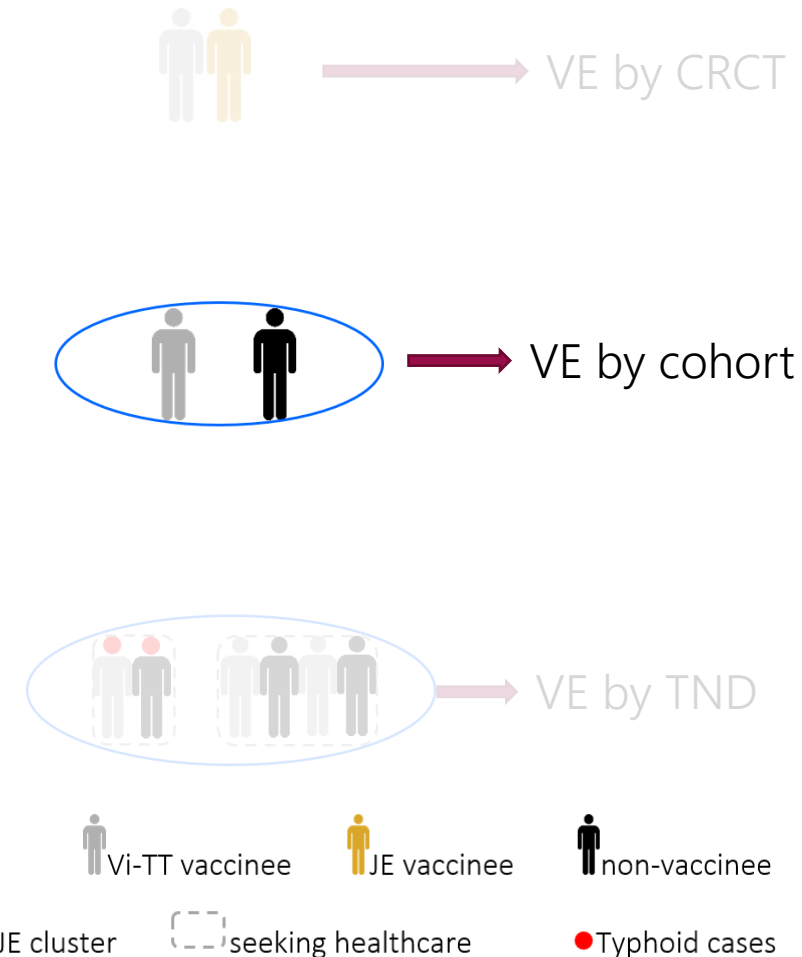 VE by CRCT
VE by cohort
VE by TND
Vi-TT vaccinee
JE vaccinee
non-vaccinee
JE cluster
seeking healthcare
Typhoid cases